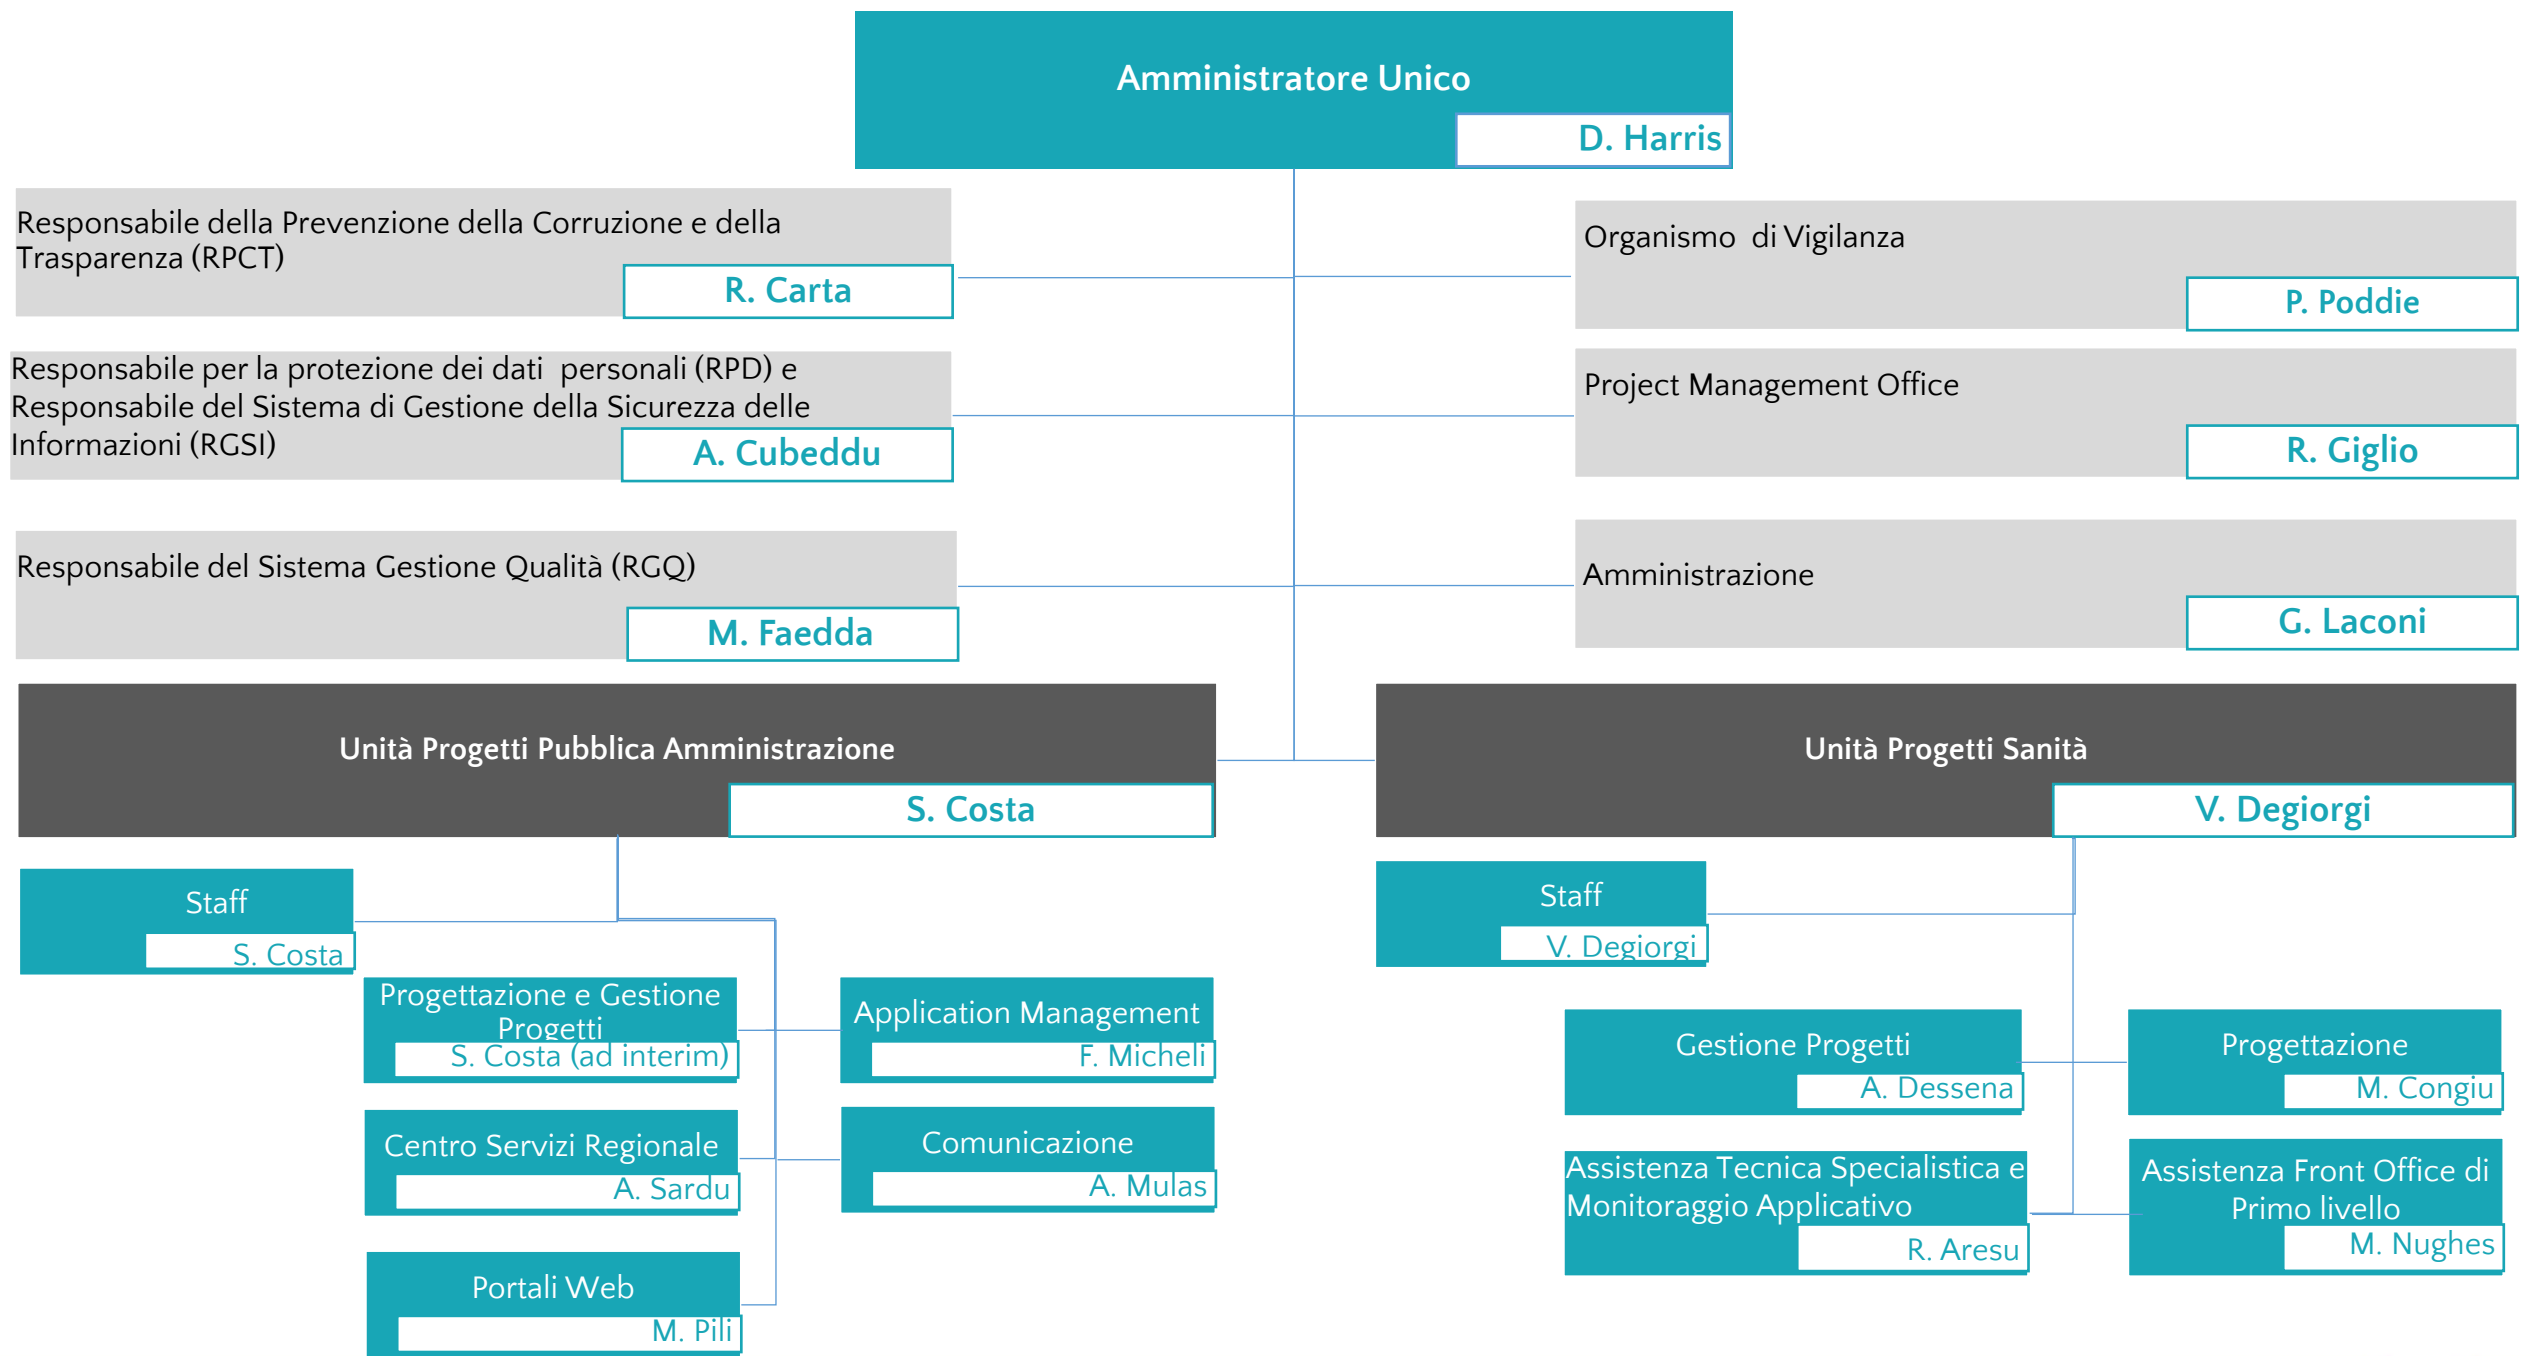 Amministratore Unico
D. Harris
Responsabile della Prevenzione della Corruzione e della
Trasparenza (RPCT)
R. Carta
Organismo di Vigilanza
P. Poddie
Responsabile per la protezione dei dati personali (RPD) e
Responsabile del Sistema di Gestione della Sicurezza delle
Informazioni (RGSI)
A. Cubeddu
Project Management Office
R. Giglio
Responsabile del Sistema Gestione Qualità (RGQ)
M. Faedda
Amministrazione
G. Laconi
Unità Progetti Pubblica Amministrazione
S. Costa
Unità Progetti Sanità
V. Degiorgi
Staff
S. Costa
Progettazione e Gestione
Progetti
S. Costa (ad interim)
Application Management
F. Micheli
Centro Servizi Regionale
A. Sardu
Comunicazione
A. Mulas
Portali Web
M. Pili
Staff
V. Degiorgi
Gestione Progetti
A. Dessena
Progettazione
M. Congiu
Assistenza Tecnica Specialistica e
Monitoraggio Applicativo
R. Aresu
Assistenza Front Office di
Primo livello
M. Nughes